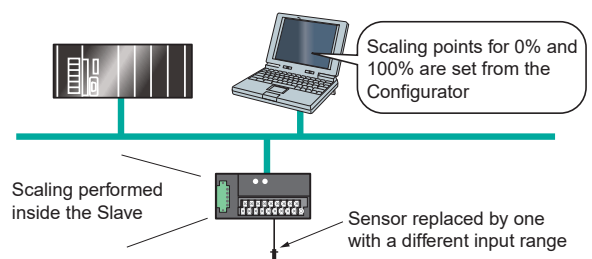 Scaling points for 0% and
100% are set from the
Configurator
Scaling performed
inside the Slave
Sensor replaced by one
with a different input range